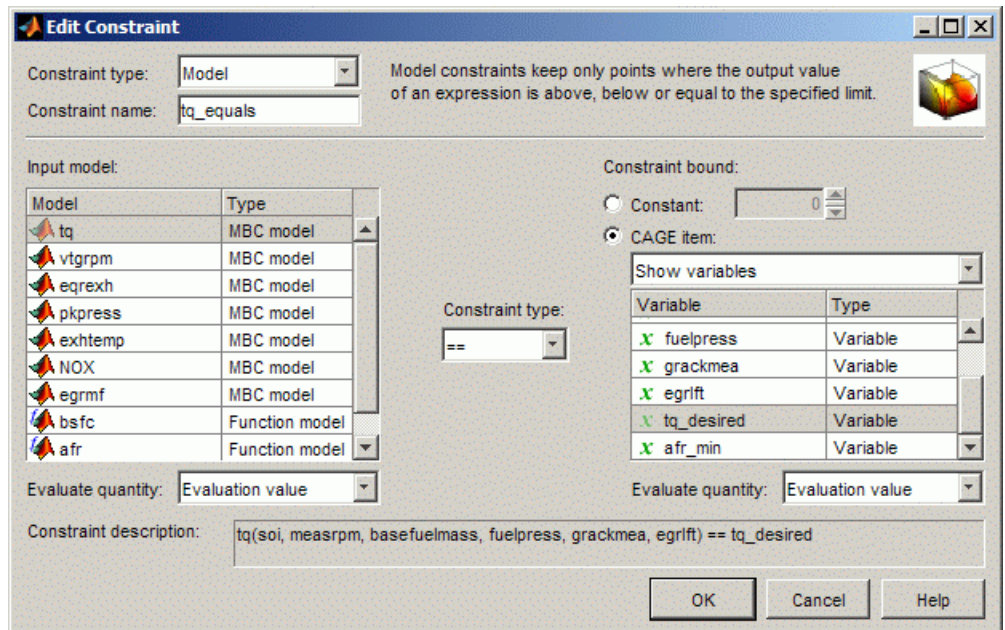 Edit Constraint
Constraint type: Model
Model constraints keep only points where the output value
of an expression is above, below or equal to the specified limit.
Constraint name: tq_equals
Input model:
Constraint bound:
Constant: 0
CAGE item:
Show variables
Model Type
tq MBC model
vtgrpm MBC model
eqrexh MBC model
pkpress MBC model
exhtemp MBC model
NOX MBC model
egrmf MBC model
bsfc Function model
afr Function model
Constraint type:
==
Variable Type
x fuelpress Variable
x grackmea Variable
x egrlft Variable
x tq_desired Variable
x afr_min Variable
Evaluate quantity: Evaluation value
Evaluate quantity: Evaluation value
Constraint description: tq(soi, measrpm, basefuelmass, fuelpress, grackmea, egrlft) == tq_desired
OK Cancel Help